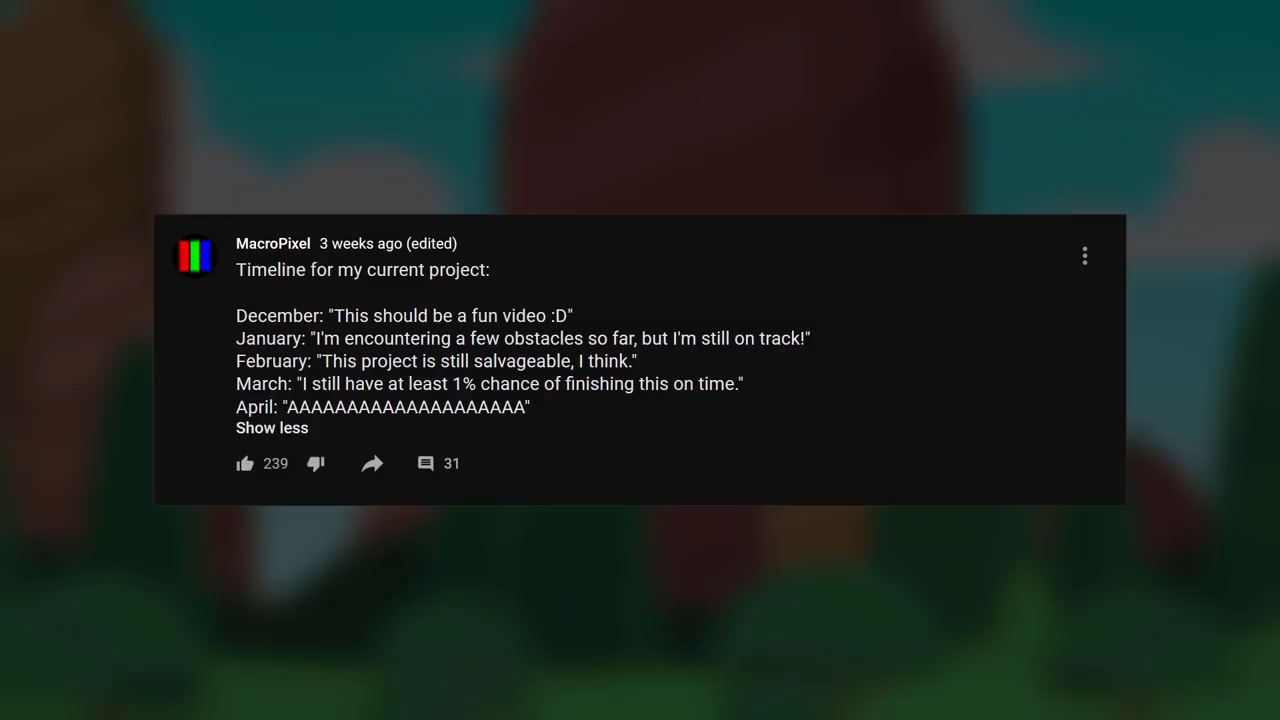 MacroPixel 3 weeks ago (edited)
Timeline for my current project:
December: "This should be a fun video :D"
January: "I'm encountering a few obstacles so far, but I'm still on track!"
February: "This project is still salvageable, I think."
March: "I still have at least 1% chance of finishing this on time."
April: "AAAAAAAAAAAAAAAAAAAA"
Show less
239 31